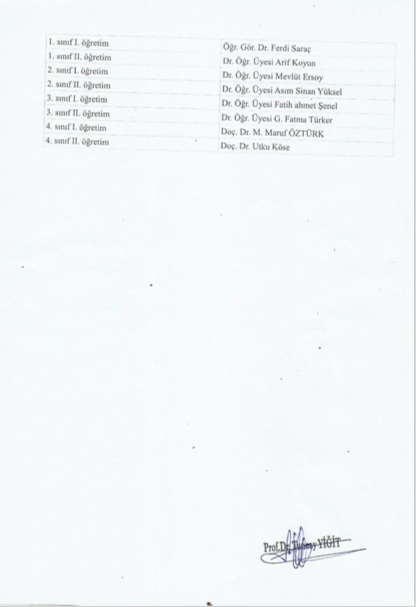 1. sınıf I. öğretim Öğr. Gör. Dr. Ferdi Saraç
1. sınıf II. öğretim Dr. Öğr. Üyesi Arif Koyun
2. sınıf I. öğretim Dr. Öğr. Üyesi Mevlüt Ersoy
2. sınıf II. öğretim Dr. Öğr. Üyesi Asım Sinan Yüksel
3. sınıf I. öğretim Dr. Öğr. Üyesi Fatih ahmet Şenel
3. sınıf II. öğretim Dr. Öğr. Üyesi G. Fatma Türker
4. sınıf I. öğretim Doç. Dr. M. Maruf ÖZTÜRK
4. sınıf II. öğretim Doç. Dr. Utku Köse
Prof.Dr. YİĞİT